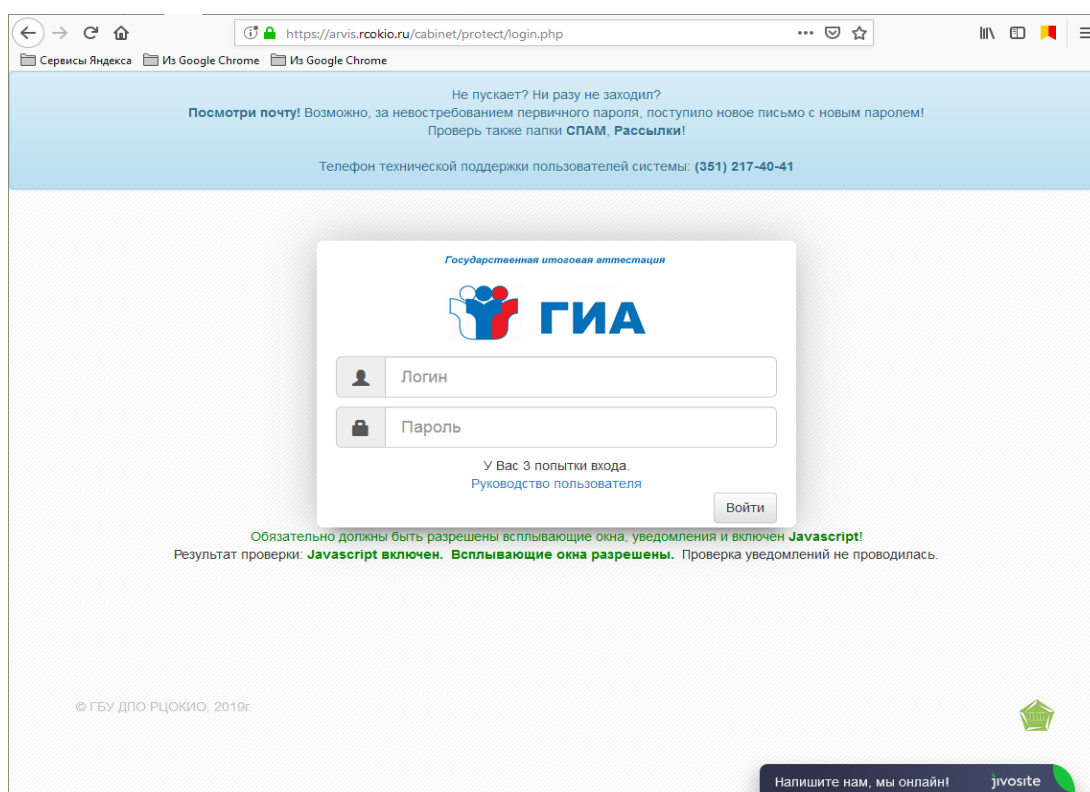 https://arvis.rcokio.ru/cabinet/protect/login.php
Сервисы Яндекса Из Google Chrome Из Google Chrome
Не пускает? Ни разу не заходил?
Посмотри почту! Возможно, за невостребованием первичного пароля, поступило новое письмо с новым паролем!
Проверь также папки СПАМ, Рассылки!
Телефон технической поддержки пользователей системы: (351) 217-40-41
Государственная итоговая аттестация
ГИА
Логин
Пароль
У Вас 3 попытки входа.
Руководство пользователя
Войти
Обязательно должны быть разрешены всплывающие окна, уведомления и включен Javascript!
Результат проверки: Javascript включен. Всплывающие окна разрешены. Проверка уведомлений не проводилась.
© ГБУ ДПО РЦОКИО, 2019г.
Напишите нам, мы онлайн! jivosite